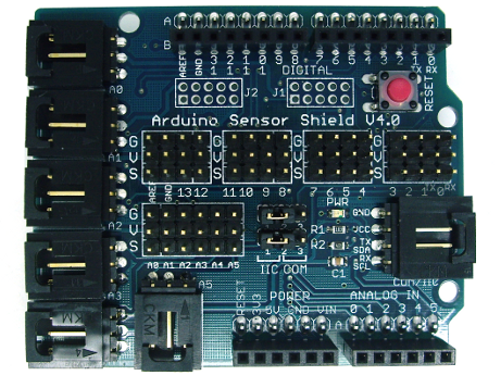 A
B
AREF
GND
13
12
11
10
9
8
7
6
5
4
3
2
1
0
TX RX
DIGITAL
J2
J1
RESET
Arduino Sensor Shield V4.0
G
V
S
G
V
S
G
V
S
G
V
S
AREF
GND
13 12
11 10 9 8
7 6 5 4
3 2 1 0
TX
RX
A0
A1
A2
A3
G
V
S
A0 A1 A2 A3 A4 A5
A5
PWR
R1
R2
C1
GND
VCC
TX
SDA
RX
SCL
COM/IIC
1 3
IIC COM
RESET
3V3
POWER
5V GND VIN
ANALOG IN
A
0 1 2 3 4 5
CKM